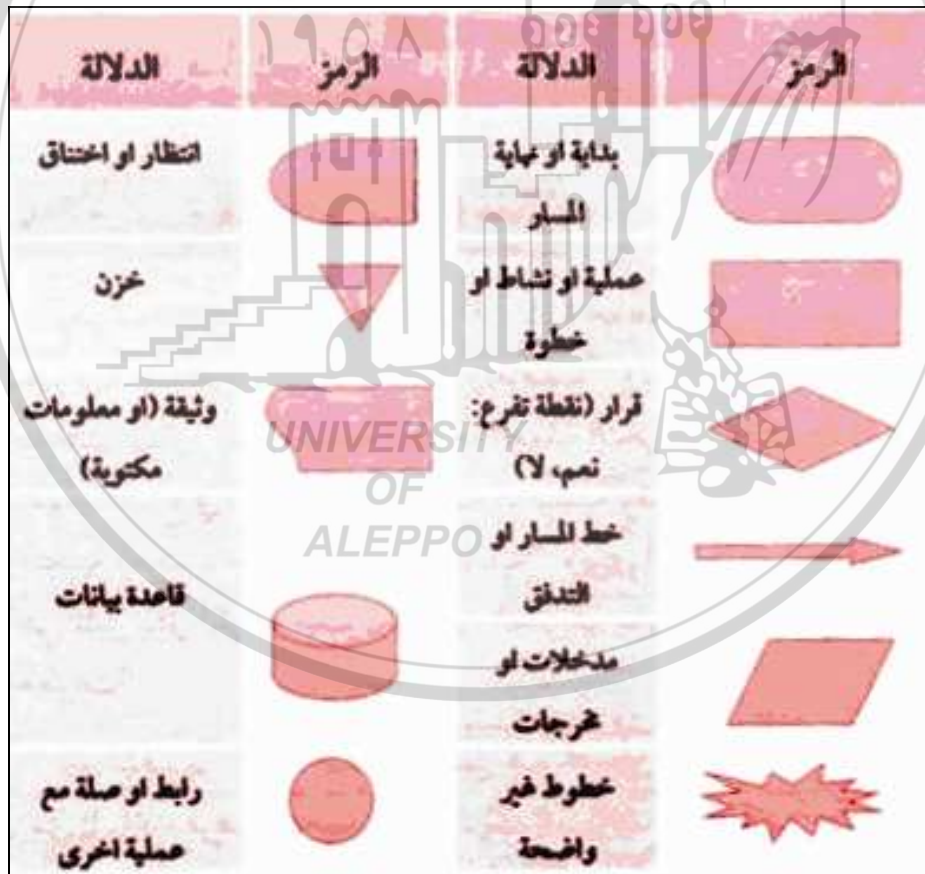 الرمز الدلالة الرمز الدلالة
بداية او نهاية
المسار
انتظار او اختناق
عملية او نشاط او
خطوة
خزن
قرار (نقطة تفرع:
نعم، لا)
وثيقة (او معلومات
مكتوبة)
خط المسار او
التدفق
قاعدة بيانات
مدخلات او
مخرجات
خطوط غير
واضحة
رابط او صلة مع
عملية اخرى
١٩٥٨
UNIVERSITY
OF
ALEPPO